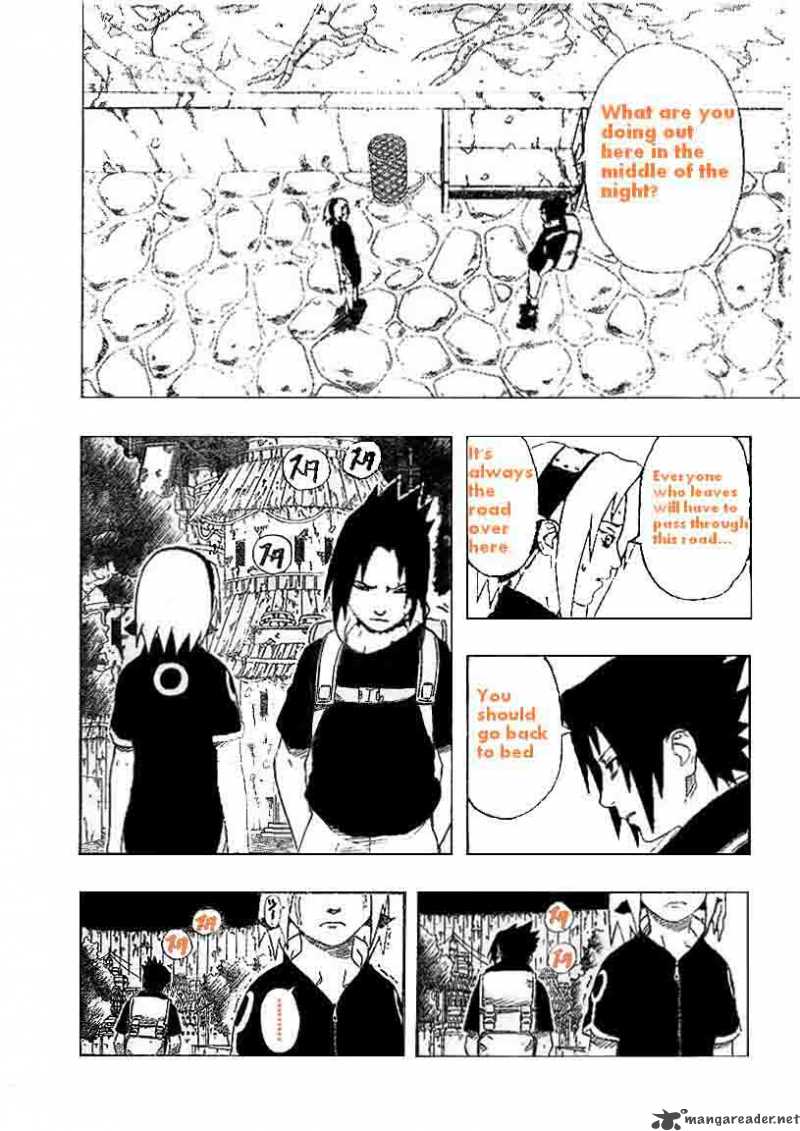 What are you
doing out
here in the
middle of the
night?
Everyone
who leaves
will have to
pass through
this road...
It's
always
the
road
over
here
You
should
go back
to bed
..........
mangareader.net